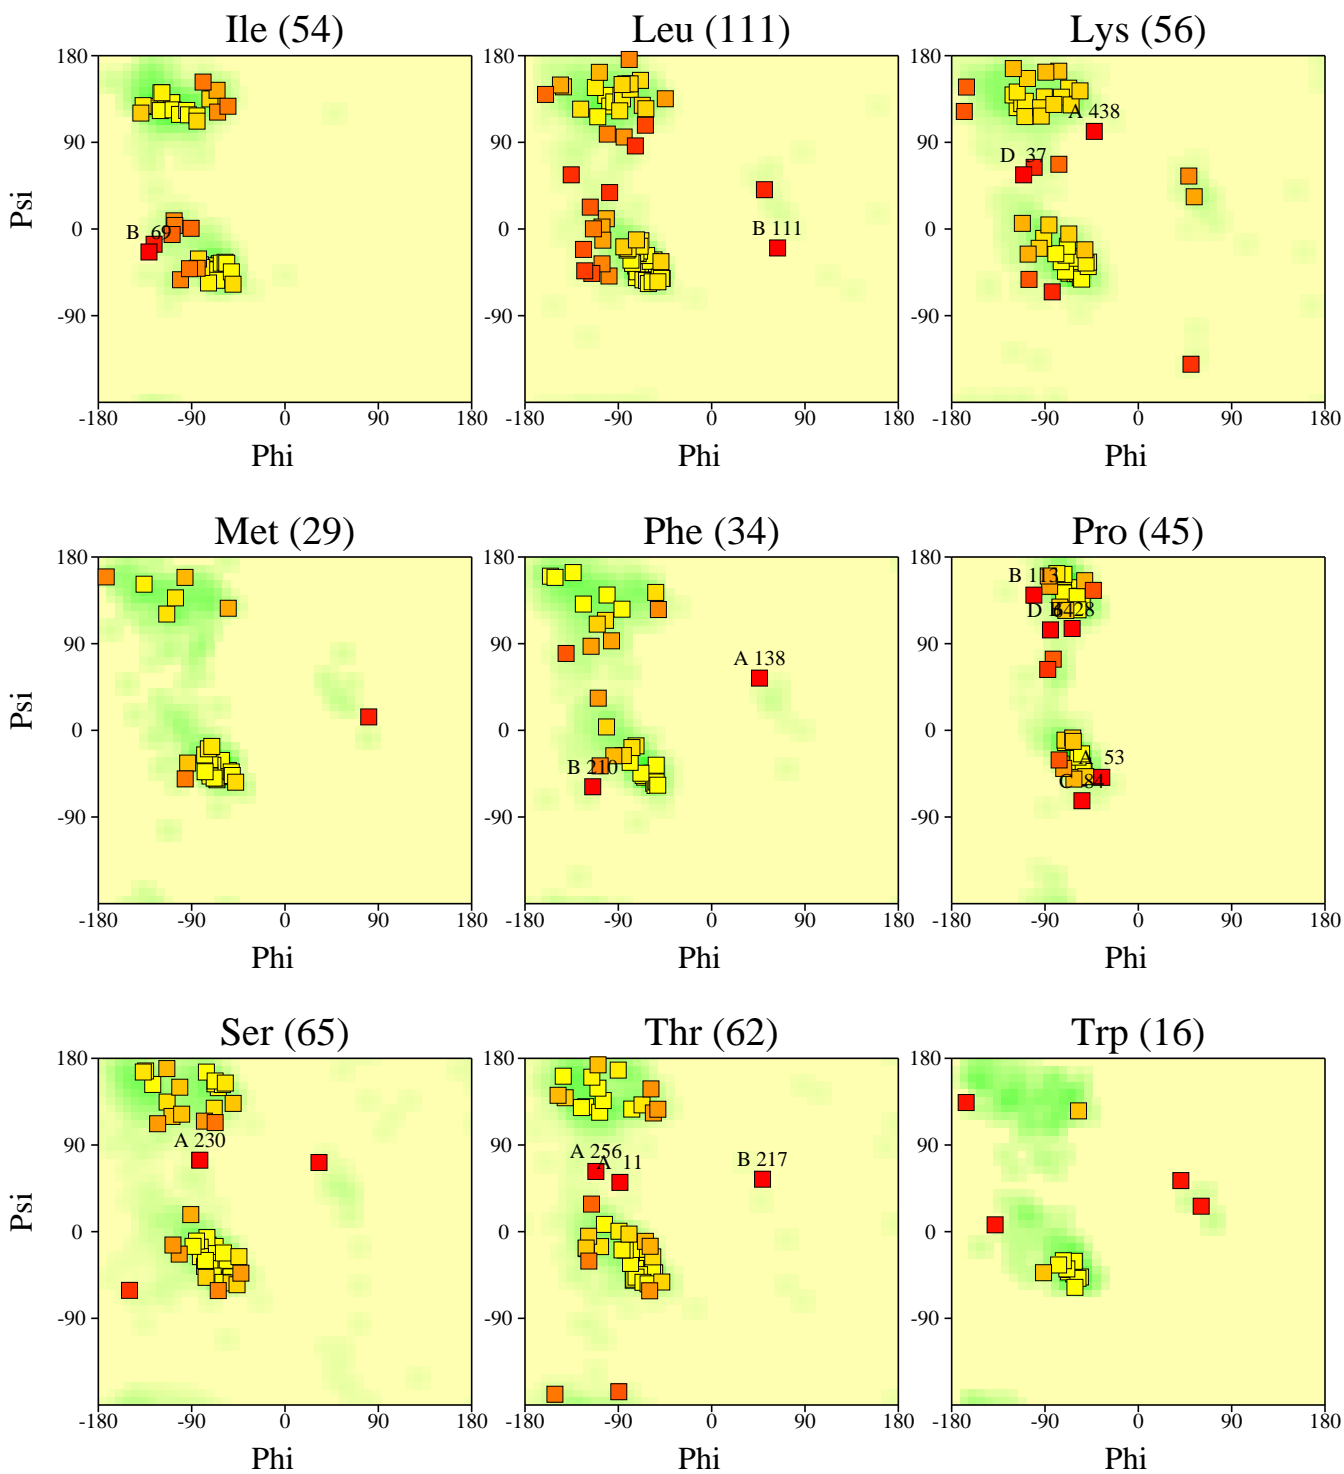 Ile (54)
Leu (111)
Lys (56)
180
90
0
-90
Psi
B 69
-180 -90 0 90 180
Phi
180
90
0
-90
B 111
-180 -90 0 90 180
Phi
180
90
0
-90
A 438
D 37
-180 -90 0 90 180
Phi
Met (29)
Phe (34)
Pro (45)
180
90
0
-90
Psi
-180 -90 0 90 180
Phi
180
90
0
-90
A 138
B 210
-180 -90 0 90 180
Phi
180
90
0
-90
B 113
D
A 53
C 84
-180 -90 0 90 180
Phi
Ser (65)
Thr (62)
Trp (16)
180
90
0
-90
Psi
A 230
-180 -90 0 90 180
Phi
180
90
0
-90
A 256
A 11
B 217
-180 -90 0 90 180
Phi
180
90
0
-90
-180 -90 0 90 180
Phi